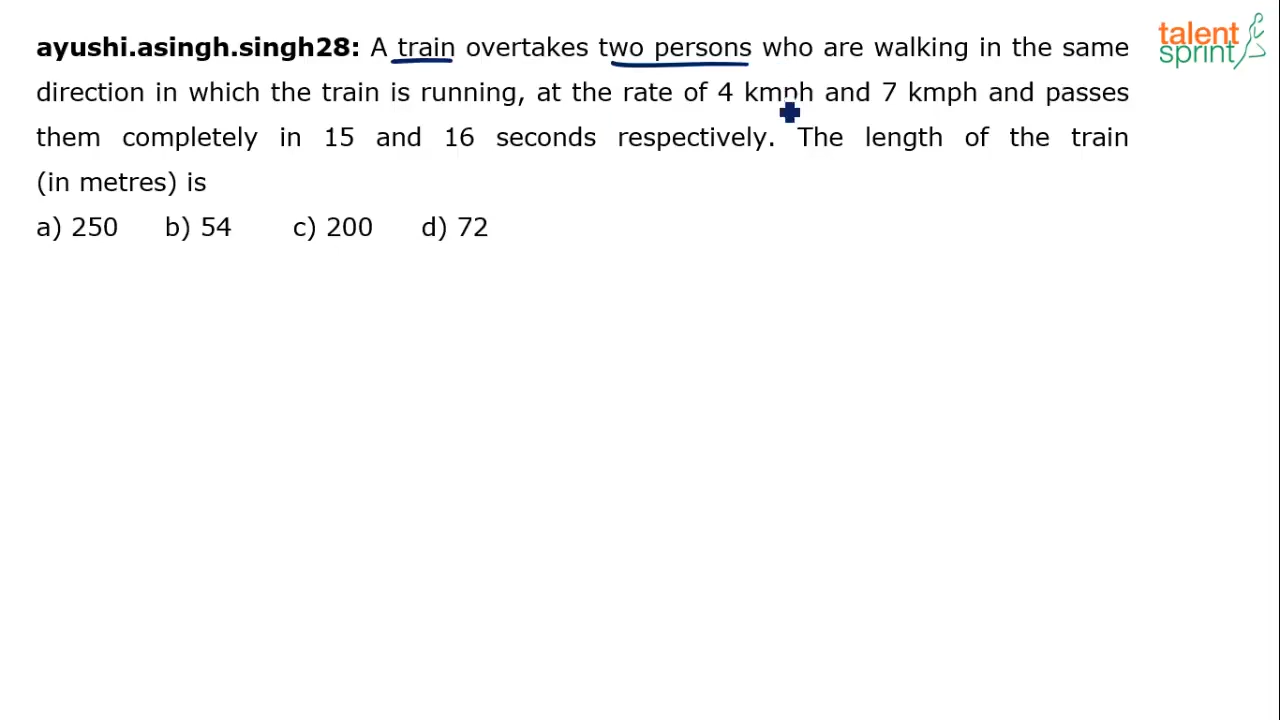 talent
sprint
ayushi.asingh.singh28: A train overtakes two persons who are walking in the same
direction in which the train is running, at the rate of 4 kmph and 7 kmph and passes
them completely in 15 and 16 seconds respectively. The length of the train
(in metres) is
a) 250 b) 54 c) 200 d) 72